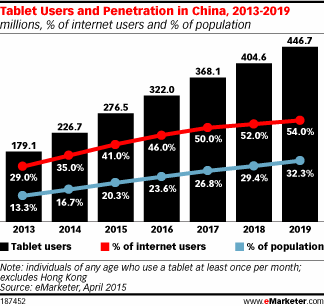 Tablet Users and Penetration in China, 2013-2019
millions, % of internet users and % of population
446.7
404.6
368.1
322.0
276.5
226.7
179.1
29.0% 35.0% 41.0% 46.0% 50.0% 52.0% 54.0%
13.3% 16.7% 20.3% 23.6% 26.8% 29.4% 32.3%
2013 2014 2015 2016 2017 2018 2019
Tablet users % of internet users % of population
Note: individuals of any age who use a tablet at least once per month;
excludes Hong Kong
Source: eMarketer, April 2015
187452 www.eMarketer.com